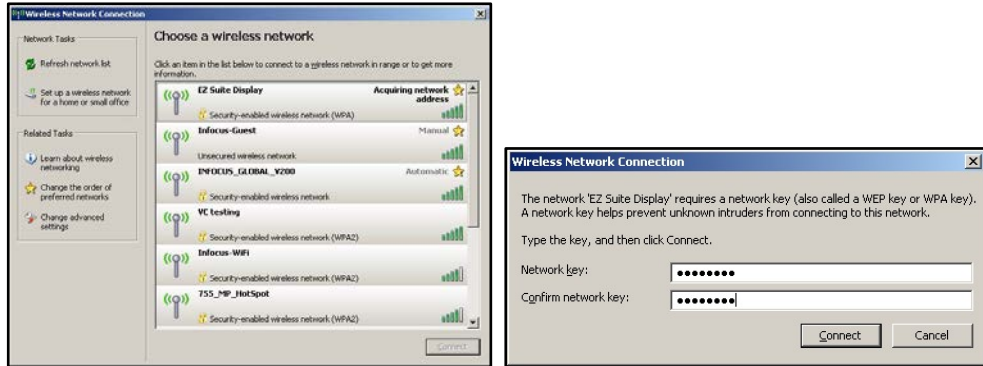 Wireless Network Connection
Network Tasks
Refresh network list
Set up a wireless network
for a home or small office
Related Tasks
Learn about wireless
networking
Change the order of
preferred networks
Change advanced
settings
Choose a wireless network
Click an item in the list below to connect to a wireless network in range or to get more
information.
EZ Suite Display
Acquiring network
address
Security-enabled wireless network (WPA)
Infocus-Guest
Manual
Unsecured wireless network
INFOCUS_GLOBAL_V200
Automatic
Security-enabled wireless network
VC testing
Security-enabled wireless network (WPA2)
Infocus-WiFi
Security-enabled wireless network (WPA2)
755_MP_HotSpot
Security-enabled wireless network (WPA2)
Connect
Wireless Network Connection
The network 'EZ Suite Display' requires a network key (also called a WEP key or WPA key).
A network key helps prevent unknown intruders from connecting to this network.
Type the key, and then click Connect.
Network key:
Confirm network key:
Connect
Cancel